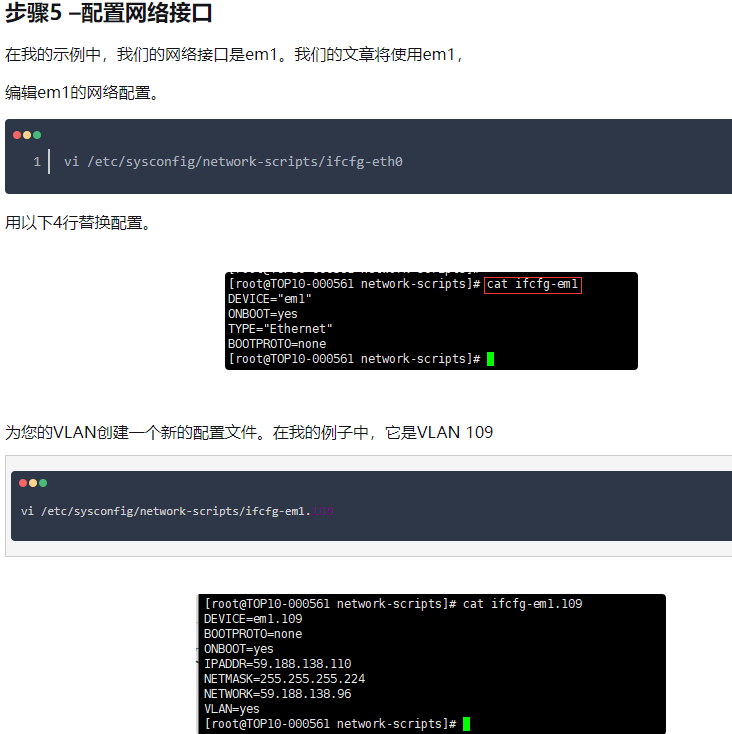 步骤5 –配置网络接口
在我的示例中，我们的网络接口是em1。我们的文章将使用em1，
编辑em1的网络配置。
1 vi /etc/sysconfig/network-scripts/ifcfg-eth0
用以下4行替换配置。
[root@TOP10-000561 network-scripts]# cat ifcfg-em1
DEVICE="em1"
ONBOOT=yes
TYPE="Ethernet"
BOOTPROTO=none
[root@TOP10-000561 network-scripts]#
为您的VLAN创建一个新的配置文件。在我的例子中，它是VLAN 109
vi /etc/sysconfig/network-scripts/ifcfg-em1.109
[root@TOP10-000561 network-scripts]# cat ifcfg-em1.109
DEVICE=em1.109
BOOTPROTO=none
ONBOOT=yes
IPADDR=59.188.138.110
NETMASK=255.255.255.224
NETWORK=59.188.138.96
VLAN=yes
[root@TOP10-000561 network-scripts]#